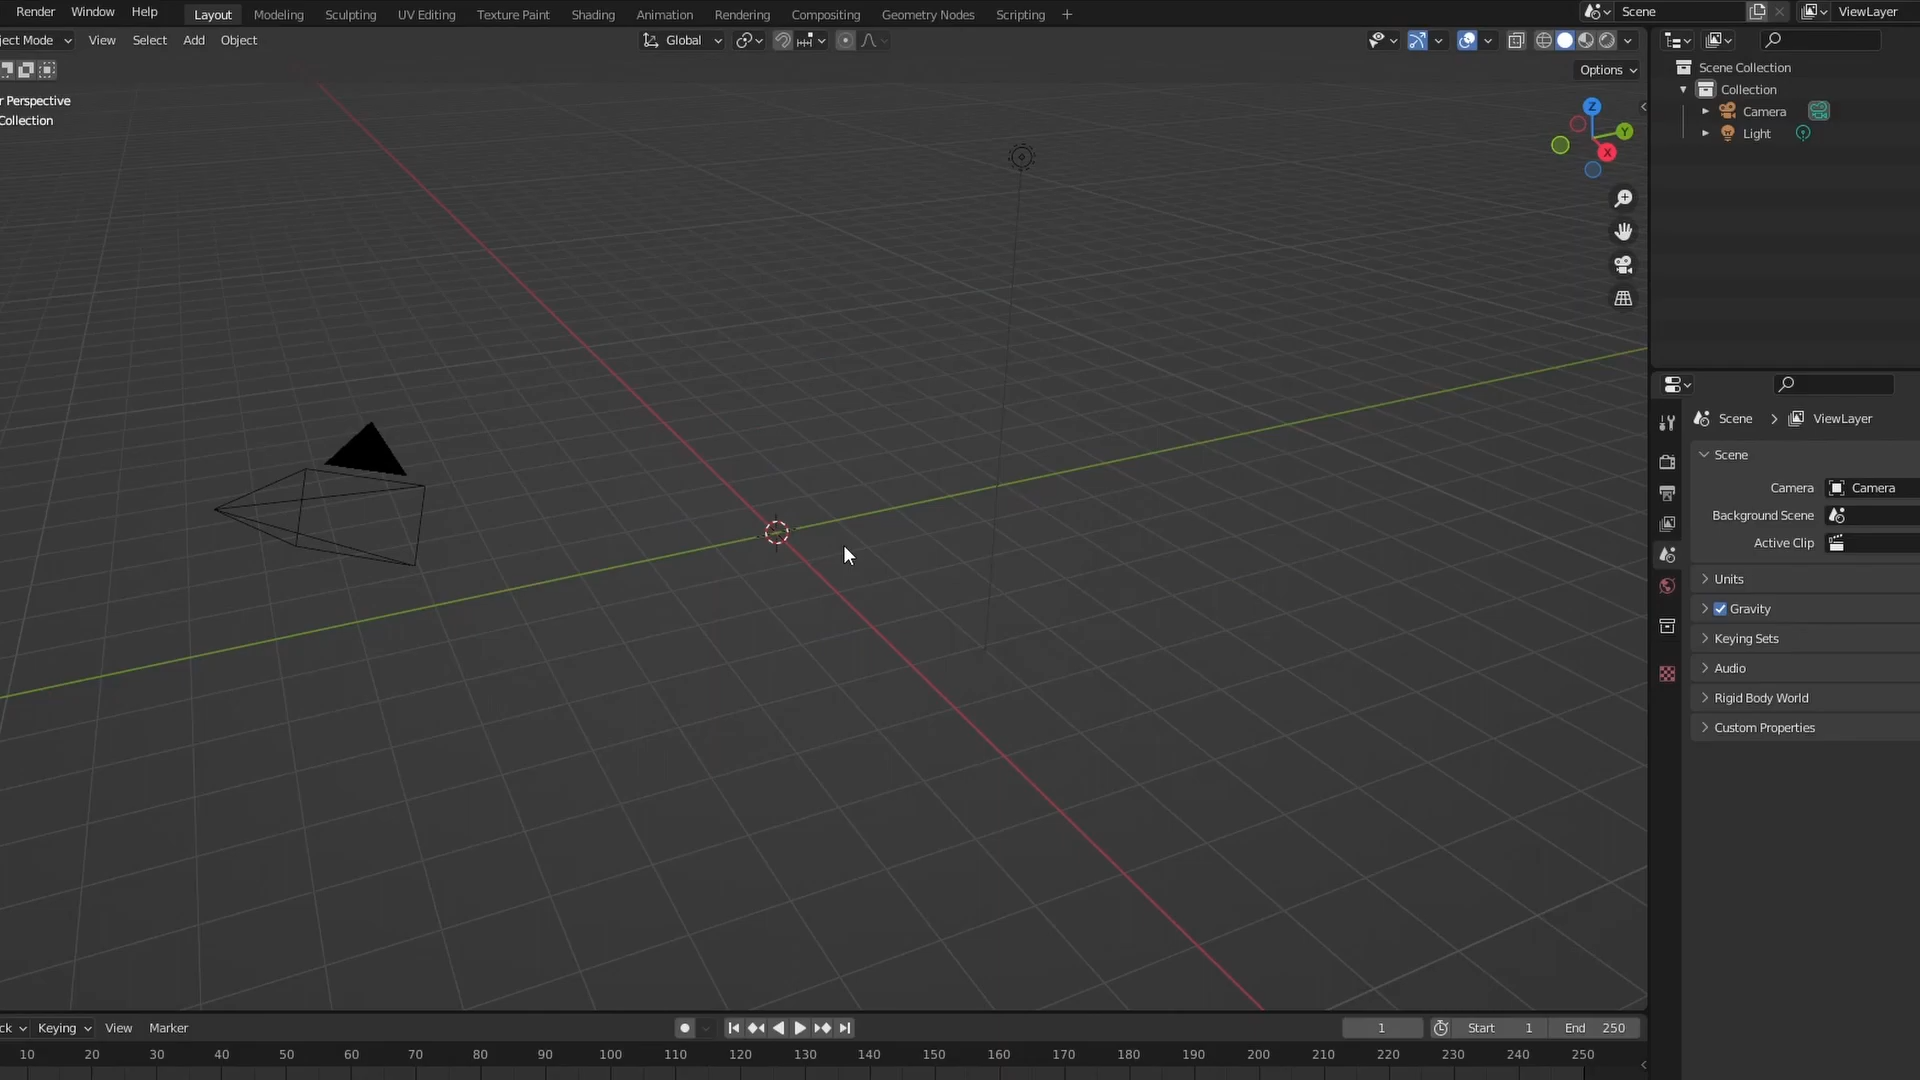 Render Window Help Layout Modeling Sculpting UV Editing Texture Paint Shading Animation Rendering Compositing Geometry Nodes Scripting + Scene ViewLayer
ject Mode View Select Add Object Global
Options
r Perspective
Collection
Z
Y
X
Scene Collection
Collection
Camera
Light
Scene > ViewLayer
Scene
Camera Camera
Background Scene
Active Clip
Units
Gravity
Keying Sets
Audio
Rigid Body World
Custom Properties
ck Keying View Marker 1 Start 1 End 250
10 20 30 40 50 60 70 80 90 100 110 120 130 140 150 160 170 180 190 200 210 220 230 240 250